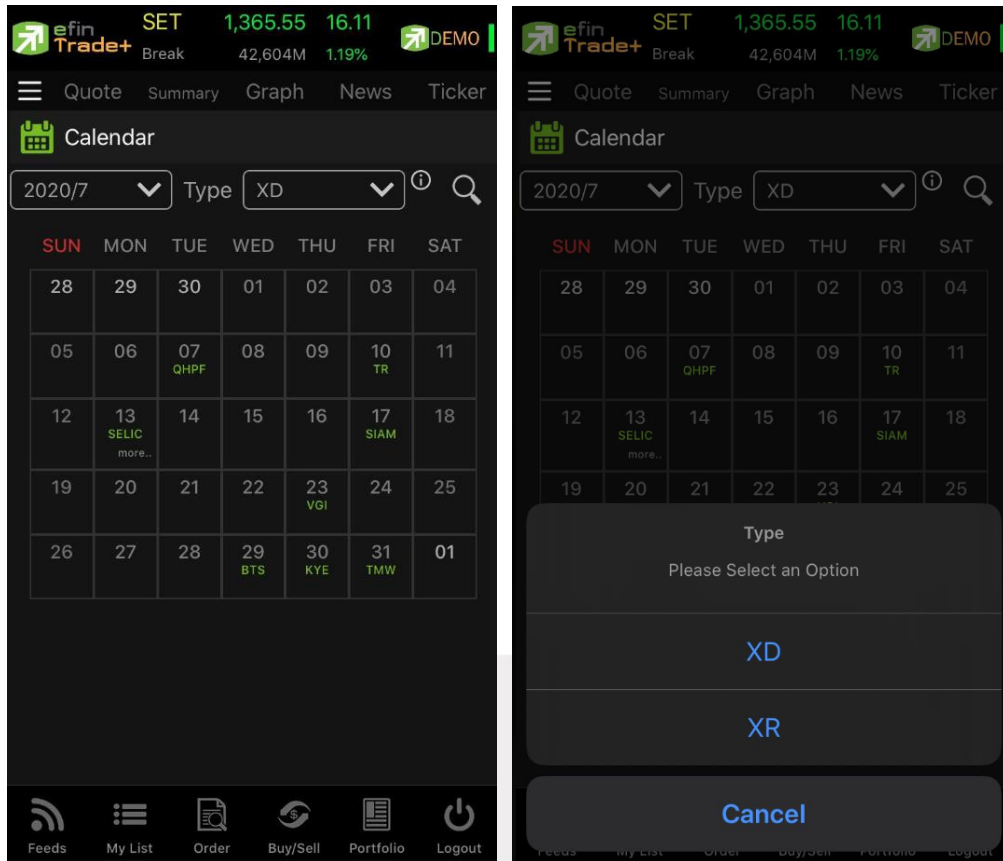 efin Trade+ SET 1,365.55 16.11 DEMO
Break 42,604M 1.19%
Quote Summary Graph News Ticker
Calendar
2020/7 Type XD
SUN MON TUE WED THU FRI SAT
28 29 30 01 02 03 04
05 06 07 08 09 10 11
QHPF TR
12 13 14 15 16 17 18
SELIC SIAM
more..
19 20 21 22 23 24 25
VGI
26 27 28 29 30 31 01
BTS KYE TMW
Feeds My List Order Buy/Sell Portfolio Logout
efin Trade+ SET 1,365.55 16.11 DEMO
Break 42,604M 1.19%
Quote Summary Graph News Ticker
Calendar
2020/7 Type XD
SUN MON TUE WED THU FRI SAT
28 29 30 01 02 03 04
05 06 07 08 09 10 11
QHPF TR
12 13 14 15 16 17 18
SELIC SIAM
more..
19 20 21 22 23 24 25
Type
Please Select an Option
XD
XR
Cancel